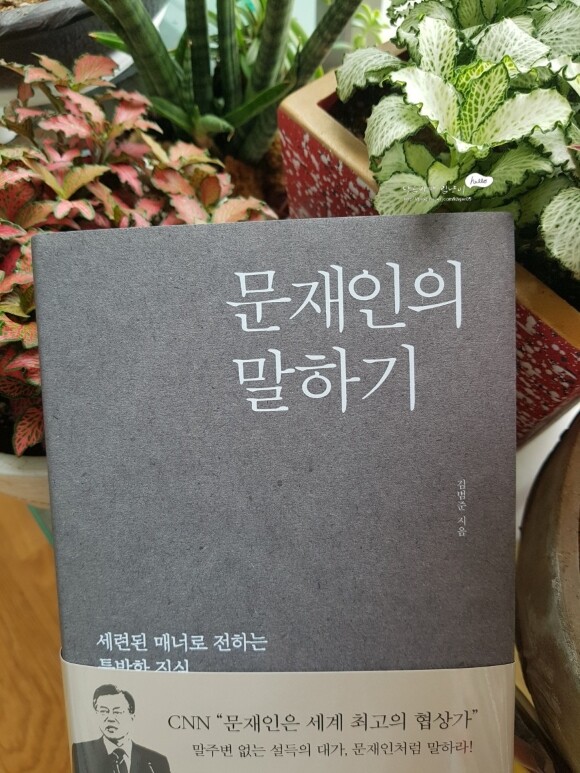 hello
문재인의
말하기
김범준 지음
세련된 매너로 전하는
CNN “문재인은 세계 최고의 협상가”
말주변 없는 설득의 대가, 문재인처럼 말하라!